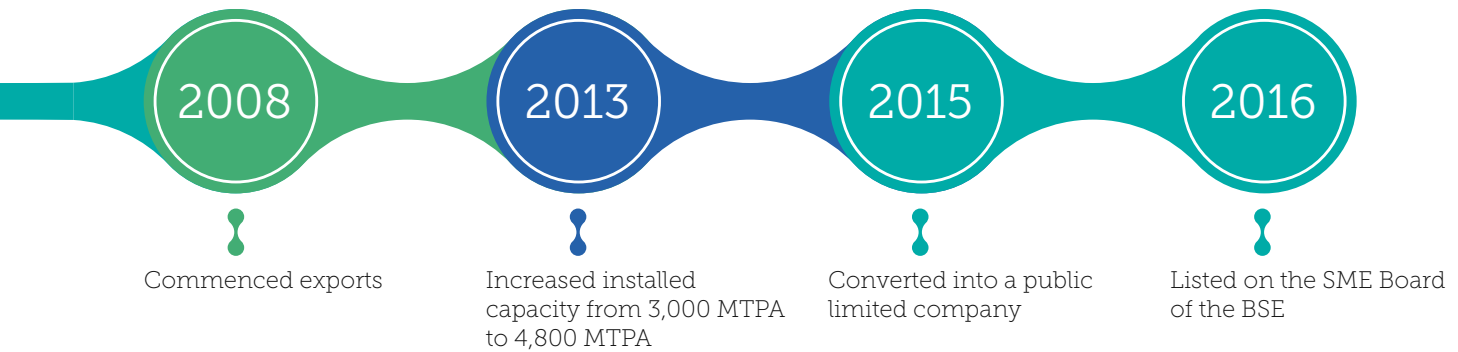 2008
2013
2015
2016
Commenced exports
Increased installed
capacity from 3,000 MTPA
to 4,800 MTPA
Converted into a public
limited company
Listed on the SME Board
of the BSE